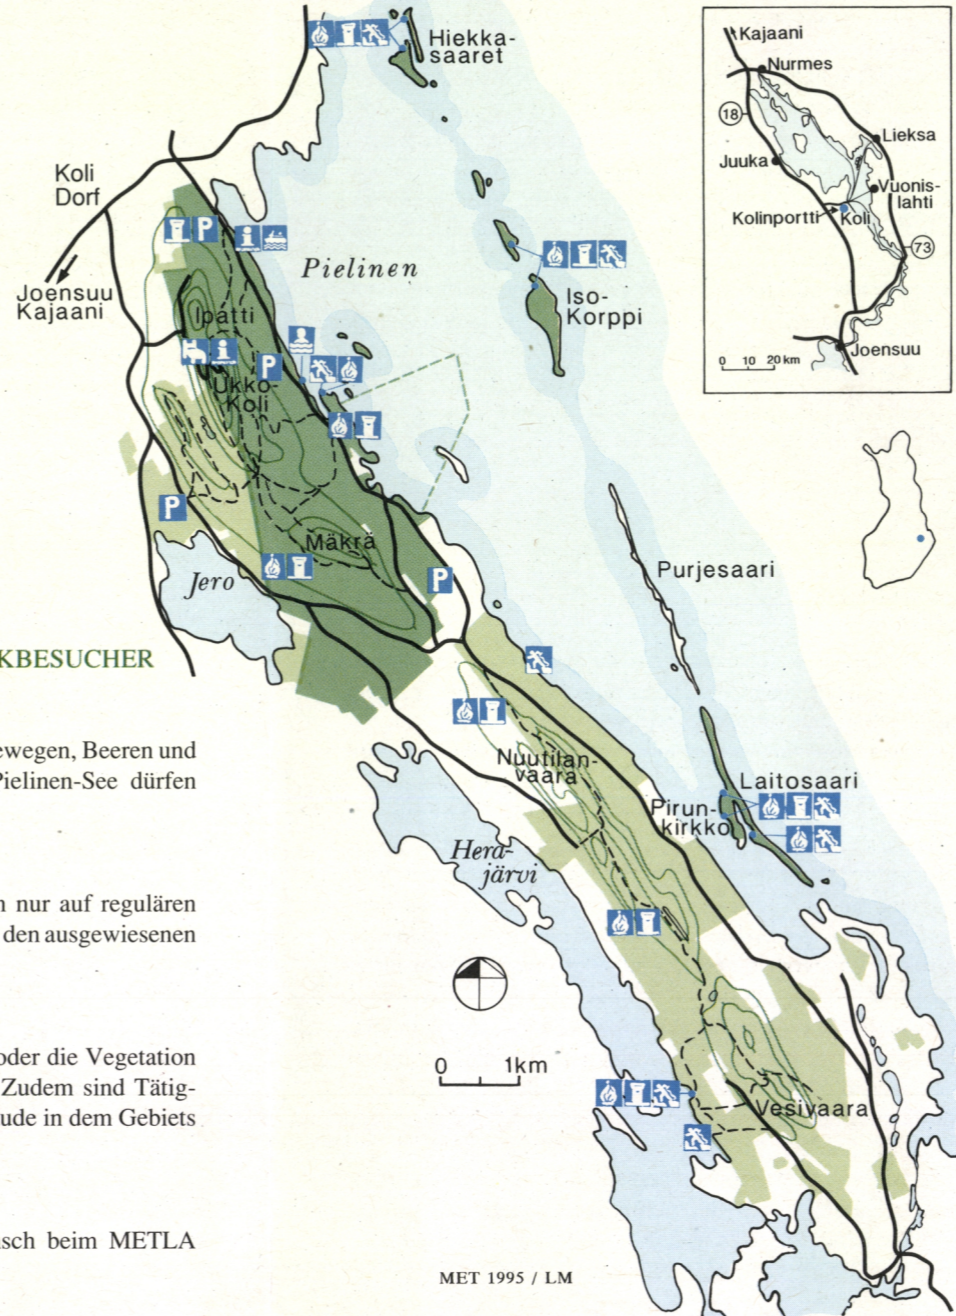 Hiekka-
saaret
Koli
Dorf
Joensuu
Kajaani
Pielinen
Iso-
Korppi
P
i
Ipatti
i
P
Ukko-
Koli
P
Mäkrä
P
Jero
Purjesaari
Nuutilan-
vaara
Laitosaari
Pirun-
kirkko
Hera-
järvi
0 1km
Vesivaara
MET 1995 / LM
Kajaani
Nurmes
18
Lieksa
Juuka
Vuonis-
lahti
Kolinportti
Koli
73
Joensuu
0 10 20 km
KBESUCHER
ewegen, Beeren und
Pielinen-See dürfen
n nur auf regulären
den ausgewiesenen
oder die Vegetation
Zudem sind Tätig-
ude in dem Gebiets
nsch beim METLA